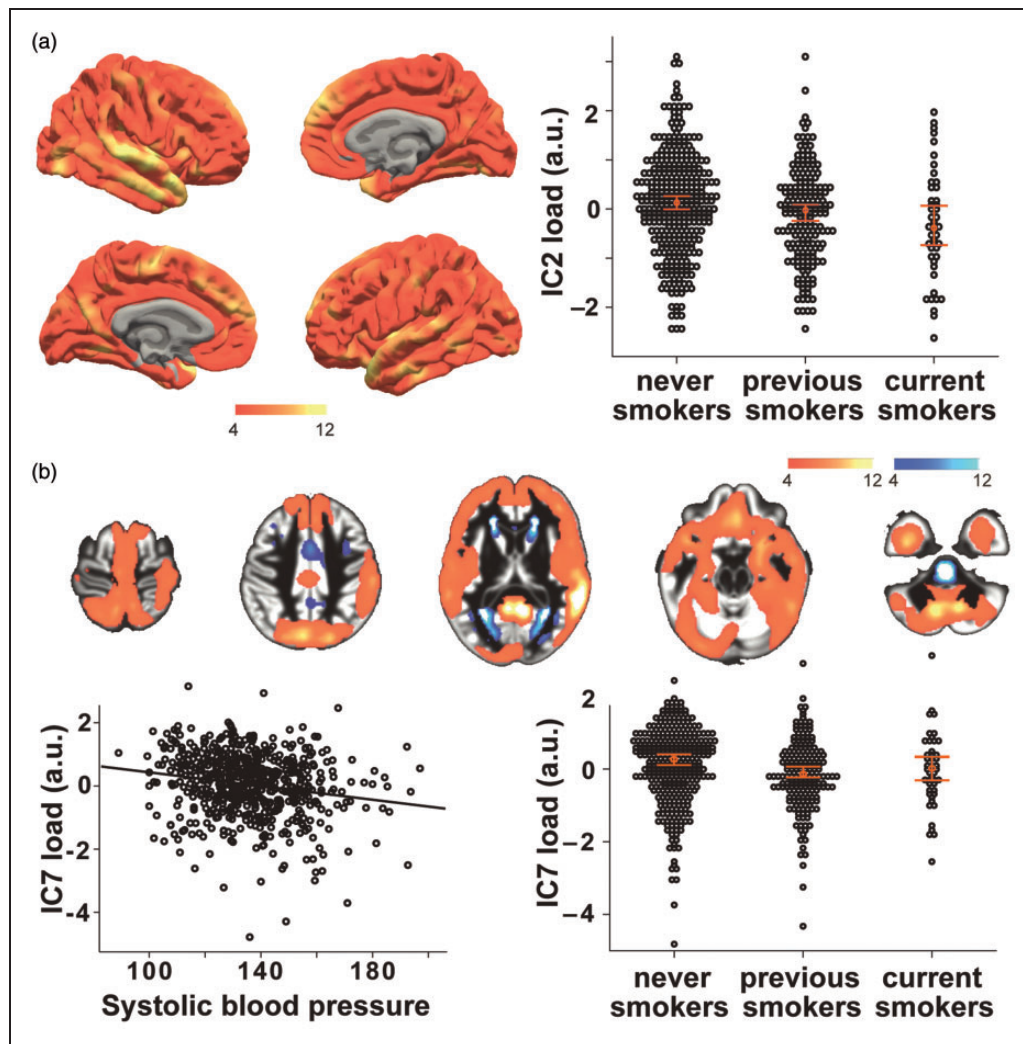 (a)
IC2 load (a.u.)
2
0
−2
never smokers
previous smokers
current smokers
4
12
(b)
4
12
4
12
IC7 load (a.u.)
2
0
-2
-4
100
140
180
Systolic blood pressure
IC7 load (a.u.)
2
0
−2
−4
never smokers
previous smokers
current smokers